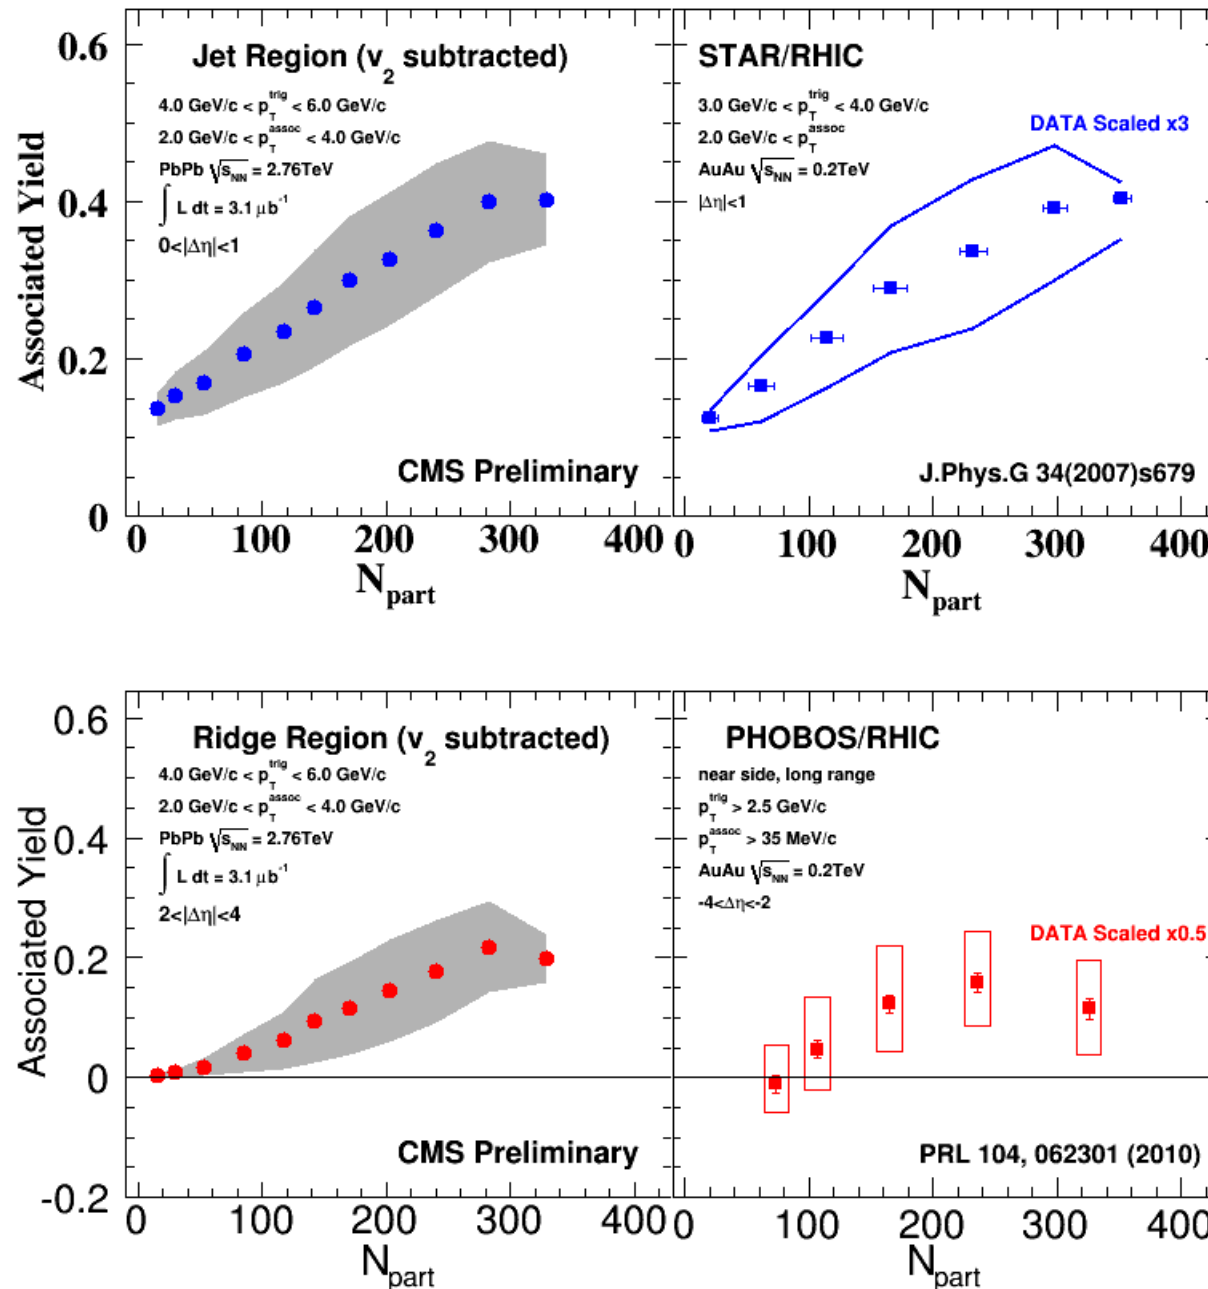 Jet Region (v2 subtracted)
4.0 GeV/c < pTtrig < 6.0 GeV/c
2.0 GeV/c < pTassoc < 4.0 GeV/c
PbPb √sNN = 2.76TeV
∫ L dt = 3.1 μb-1
0<|Δη|<1
CMS Preliminary
Associated Yield
0.6
0.4
0.2
0
0 100 200 300 400
Npart
STAR/RHIC
3.0 GeV/c < pTtrig < 4.0 GeV/c
2.0 GeV/c < pTassoc
AuAu √sNN = 0.2TeV
|Δη|<1
DATA Scaled x3
J.Phys.G 34(2007)s679
0 100 200 300 400
Npart
Ridge Region (v2 subtracted)
4.0 GeV/c < pTtrig < 6.0 GeV/c
2.0 GeV/c < pTassoc < 4.0 GeV/c
PbPb √sNN = 2.76TeV
∫ L dt = 3.1 μb-1
2<|Δη|<4
CMS Preliminary
Associated Yield
0.6
0.4
0.2
0
-0.2
0 100 200 300 400
Npart
PHOBOS/RHIC
near side, long range
pTtrig > 2.5 GeV/c
pTassoc > 35 MeV/c
AuAu √sNN = 0.2TeV
-4<Δη<-2
DATA Scaled x0.5
PRL 104, 062301 (2010)
0 100 200 300 400
Npart